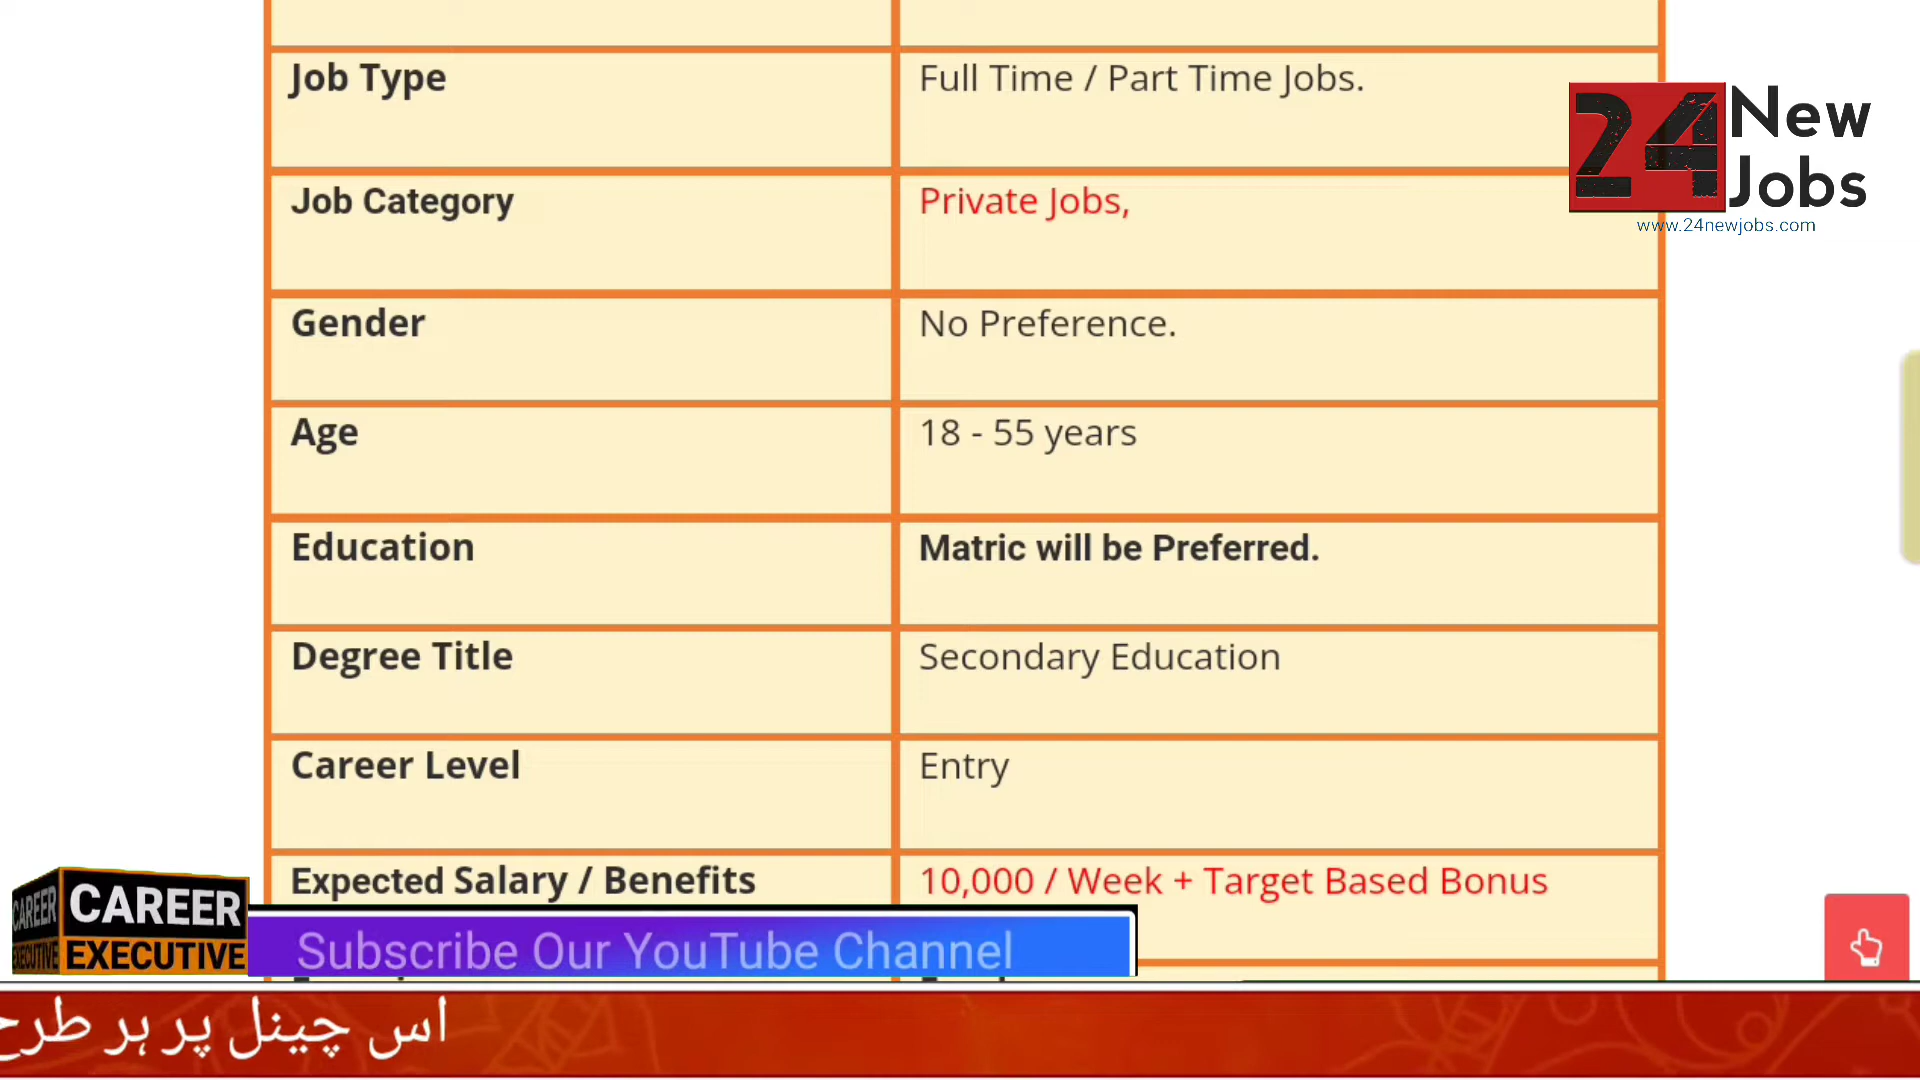 Job Type
Full Time / Part Time Jobs.
Job Category
Private Jobs,
Gender
No Preference.
Age
18 - 55 years
Education
Matric will be Preferred.
Degree Title
Secondary Education
Career Level
Entry
Expected Salary / Benefits
10,000 / Week + Target Based Bonus
24 New
Jobs
www.24newjobs.com
CAREER
EXECUTIVE
CAREER
EXECUTIVE
Subscribe Our YouTube Channel
اس چینل پر ہر طرح